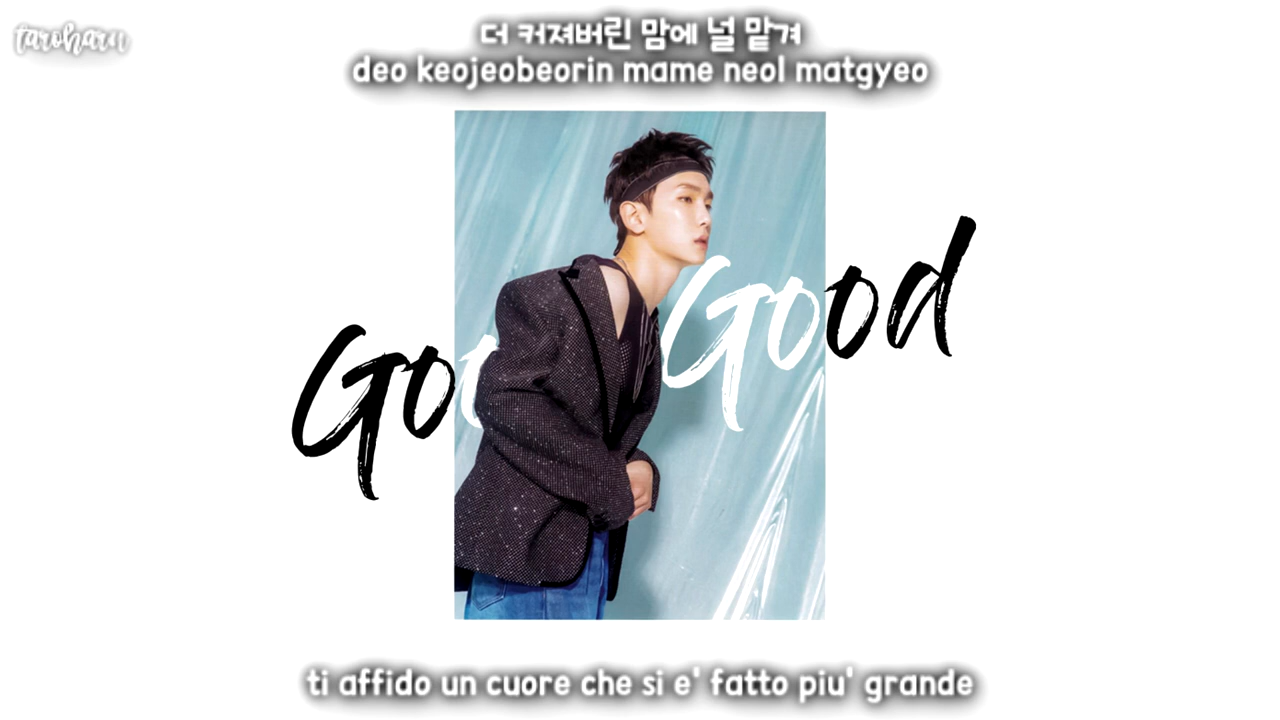 taroharu
더 커져버린 맘에 널 맡겨
deo keojeobeorin mame neol matgyeo
Good
Goo
ti affido un cuore che si e' fatto piu' grande